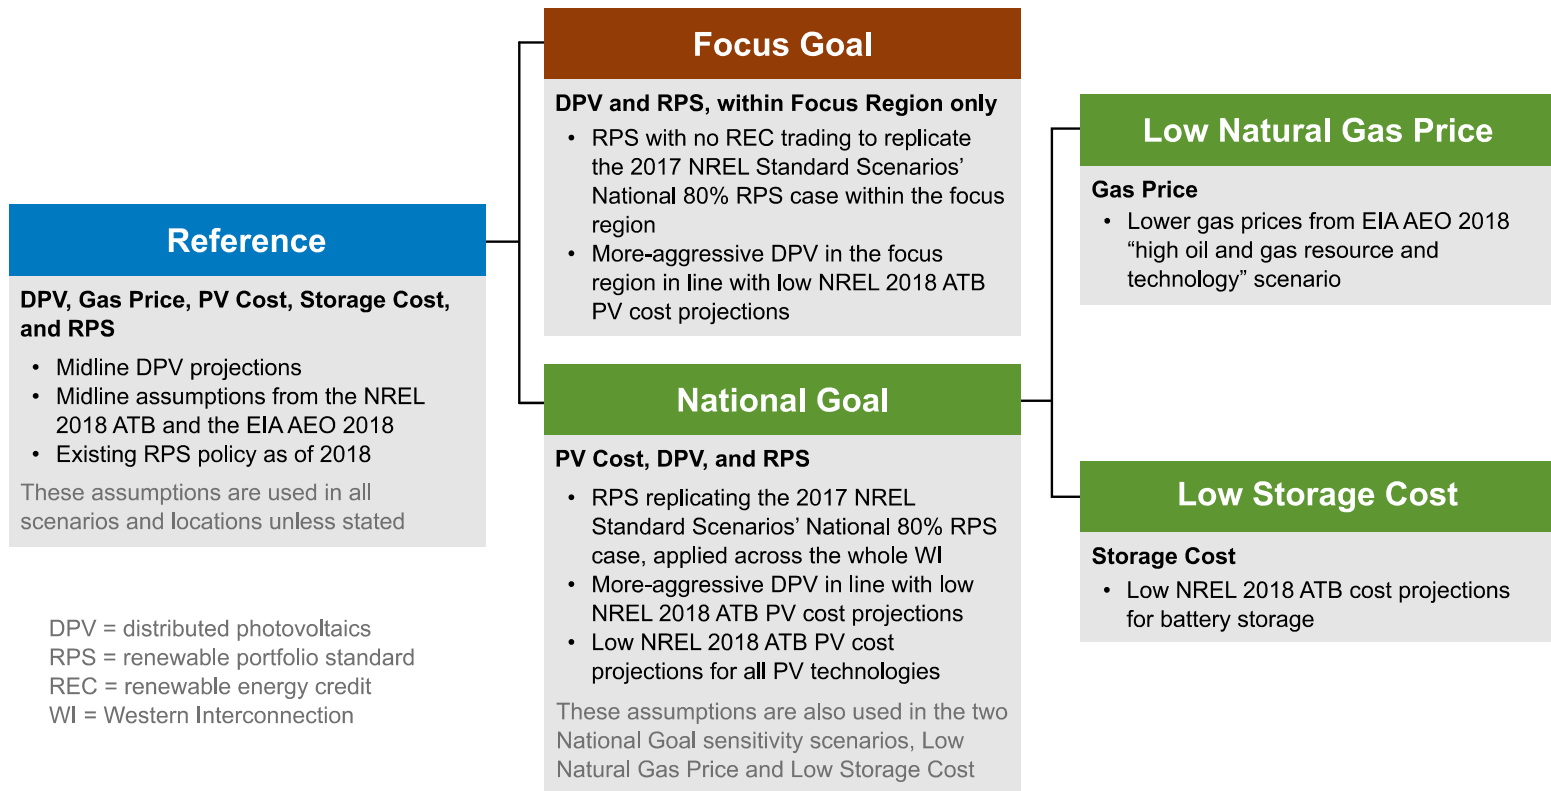 Reference
DPV, Gas Price, PV Cost, Storage Cost,
and RPS
• Midline DPV projections
• Midline assumptions from the NREL
2018 ATB and the EIA AEO 2018
• Existing RPS policy as of 2018
These assumptions are used in all
scenarios and locations unless stated
DPV = distributed photovoltaics
RPS = renewable portfolio standard
REC = renewable energy credit
WI = Western Interconnection
Focus Goal
DPV and RPS, within Focus Region only
• RPS with no REC trading to replicate
the 2017 NREL Standard Scenarios’
National 80% RPS case within the focus
region
• More-aggressive DPV in the focus
region in line with low NREL 2018 ATB
PV cost projections
National Goal
PV Cost, DPV, and RPS
• RPS replicating the 2017 NREL
Standard Scenarios’ National 80% RPS
case, applied across the whole WI
• More-aggressive DPV in line with low
NREL 2018 ATB PV cost projections
• Low NREL 2018 ATB PV cost
projections for all PV technologies
These assumptions are also used in the two
National Goal sensitivity scenarios, Low
Natural Gas Price and Low Storage Cost
Low Natural Gas Price
Gas Price
• Lower gas prices from EIA AEO 2018
“high oil and gas resource and
technology” scenario
Low Storage Cost
Storage Cost
• Low NREL 2018 ATB cost projections
for battery storage